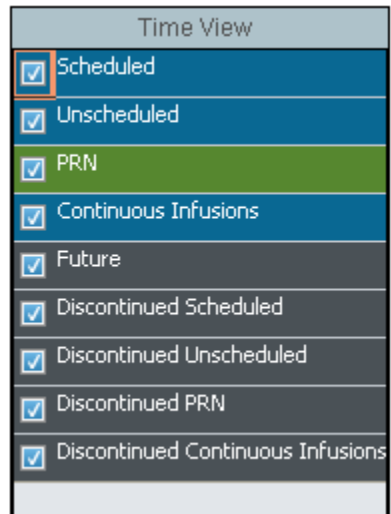 Time View
Scheduled
Unscheduled
PRN
Continuous Infusions
Future
Discontinued Scheduled
Discontinued Unscheduled
Discontinued PRN
Discontinued Continuous Infusions